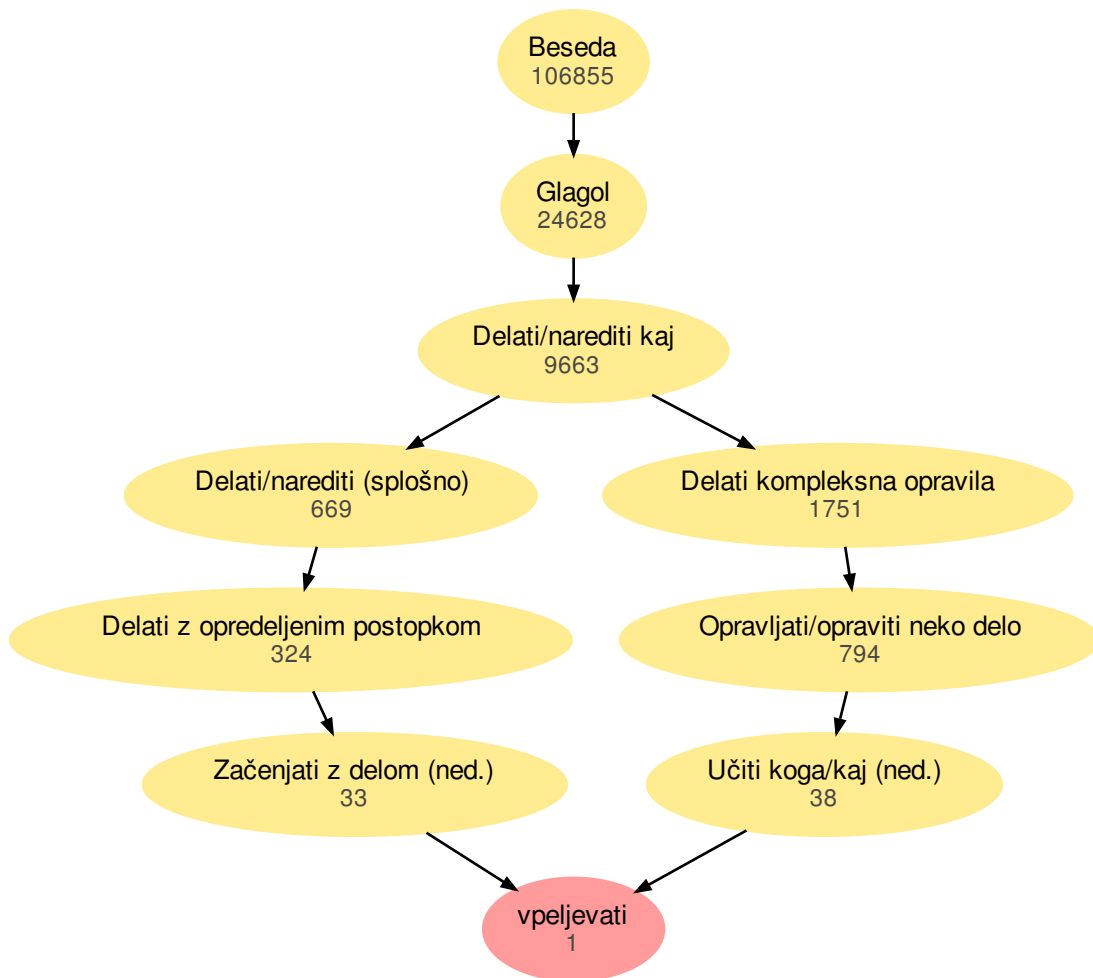 Beseda
106855
Glagol
24628
Delati/narediti kaj
9663
Delati/narediti (splošno)
669
Delati kompleksna opravila
1751
Delati z opredeljenim postopkom
324
Opravljati/opraviti neko delo
794
Začenjati z delom (ned.)
33
Učiti koga/kaj (ned.)
38
vpeljevati
1